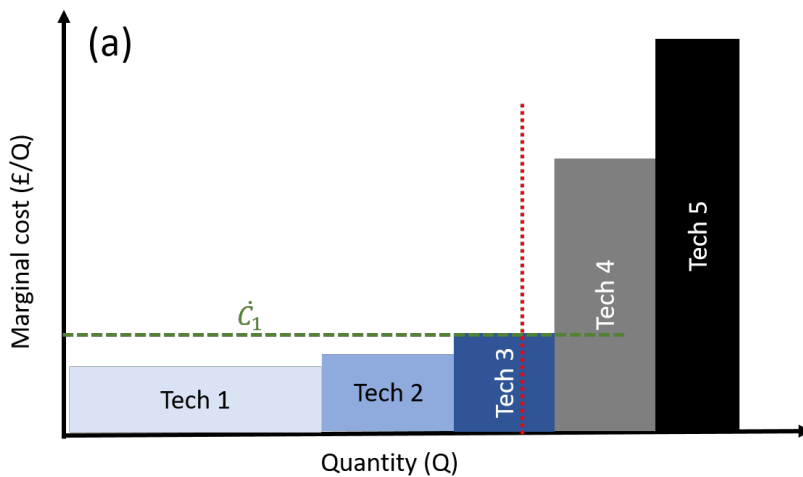 (a)
Marginal cost (£/Q)
Ċ₁
Tech 1
Tech 2
Tech 3
Tech 4
Tech 5
Quantity (Q)